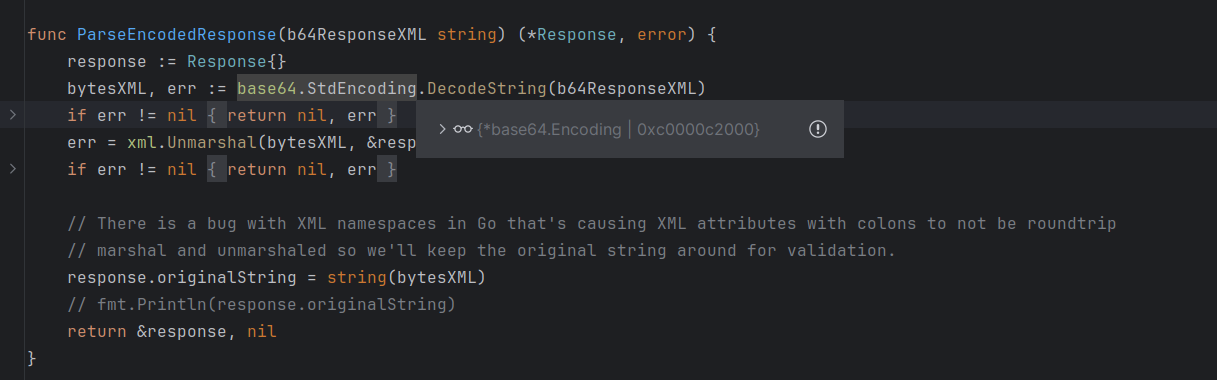 func ParseEncodedResponse(b64ResponseXML string) (*Response, error) {
response := Response{}
bytesXML, err := base64.StdEncoding.DecodeString(b64ResponseXML)
if err != nil { return nil, err }
{*base64.Encoding | 0xc0000c2000}
err = xml.Unmarshal(bytesXML, &resp
if err != nil { return nil, err }
// There is a bug with XML namespaces in Go that's causing XML attributes with colons to not be roundtrip
// marshal and unmarshaled so we'll keep the original string around for validation.
response.originalString = string(bytesXML)
// fmt.Println(response.originalString)
return &response, nil
}